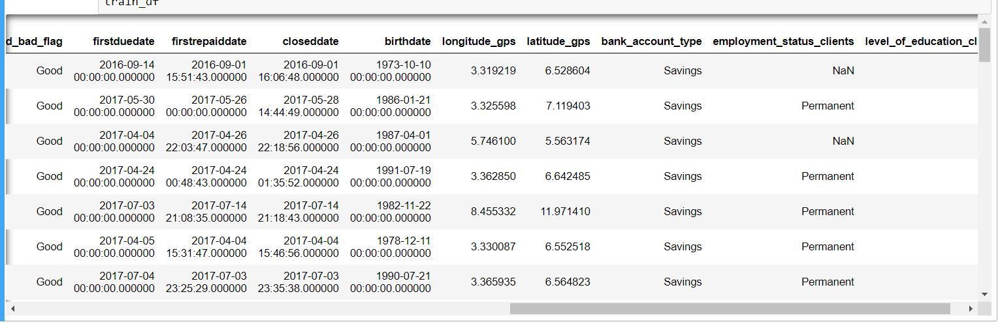 train_df
d_bad_flag firstduedate firstrepaiddate closeddate birthdate longitude_gps latitude_gps bank_account_type employment_status_clients level_of_education_cl
Good 2016-09-14 00:00:00.000000 2016-09-01 15:51:43.000000 2016-09-01 16:06:48.000000 1973-10-10 00:00:00.000000 3.319219 6.528604 Savings NaN
Good 2017-05-30 00:00:00.000000 2017-05-26 00:00:00.000000 2017-05-28 14:44:49.000000 1986-01-21 00:00:00.000000 3.325598 7.119403 Savings Permanent
Good 2017-04-04 00:00:00.000000 2017-04-26 22:03:47.000000 2017-04-26 22:18:56.000000 1987-04-01 00:00:00.000000 5.746100 5.563174 Savings NaN
Good 2017-04-24 00:00:00.000000 2017-04-24 00:48:43.000000 2017-04-24 01:35:52.000000 1991-07-19 00:00:00.000000 3.362850 6.642485 Savings Permanent
Good 2017-07-03 00:00:00.000000 2017-07-14 21:08:35.000000 2017-07-14 21:18:43.000000 1982-11-22 00:00:00.000000 8.455332 11.971410 Savings Permanent
Good 2017-04-05 00:00:00.000000 2017-04-04 15:31:47.000000 2017-04-04 15:46:56.000000 1978-12-11 00:00:00.000000 3.330087 6.552518 Savings Permanent
Good 2017-07-04 00:00:00.000000 2017-07-03 23:25:29.000000 2017-07-03 23:35:38.000000 1990-07-21 00:00:00.000000 3.365935 6.564823 Savings Permanent